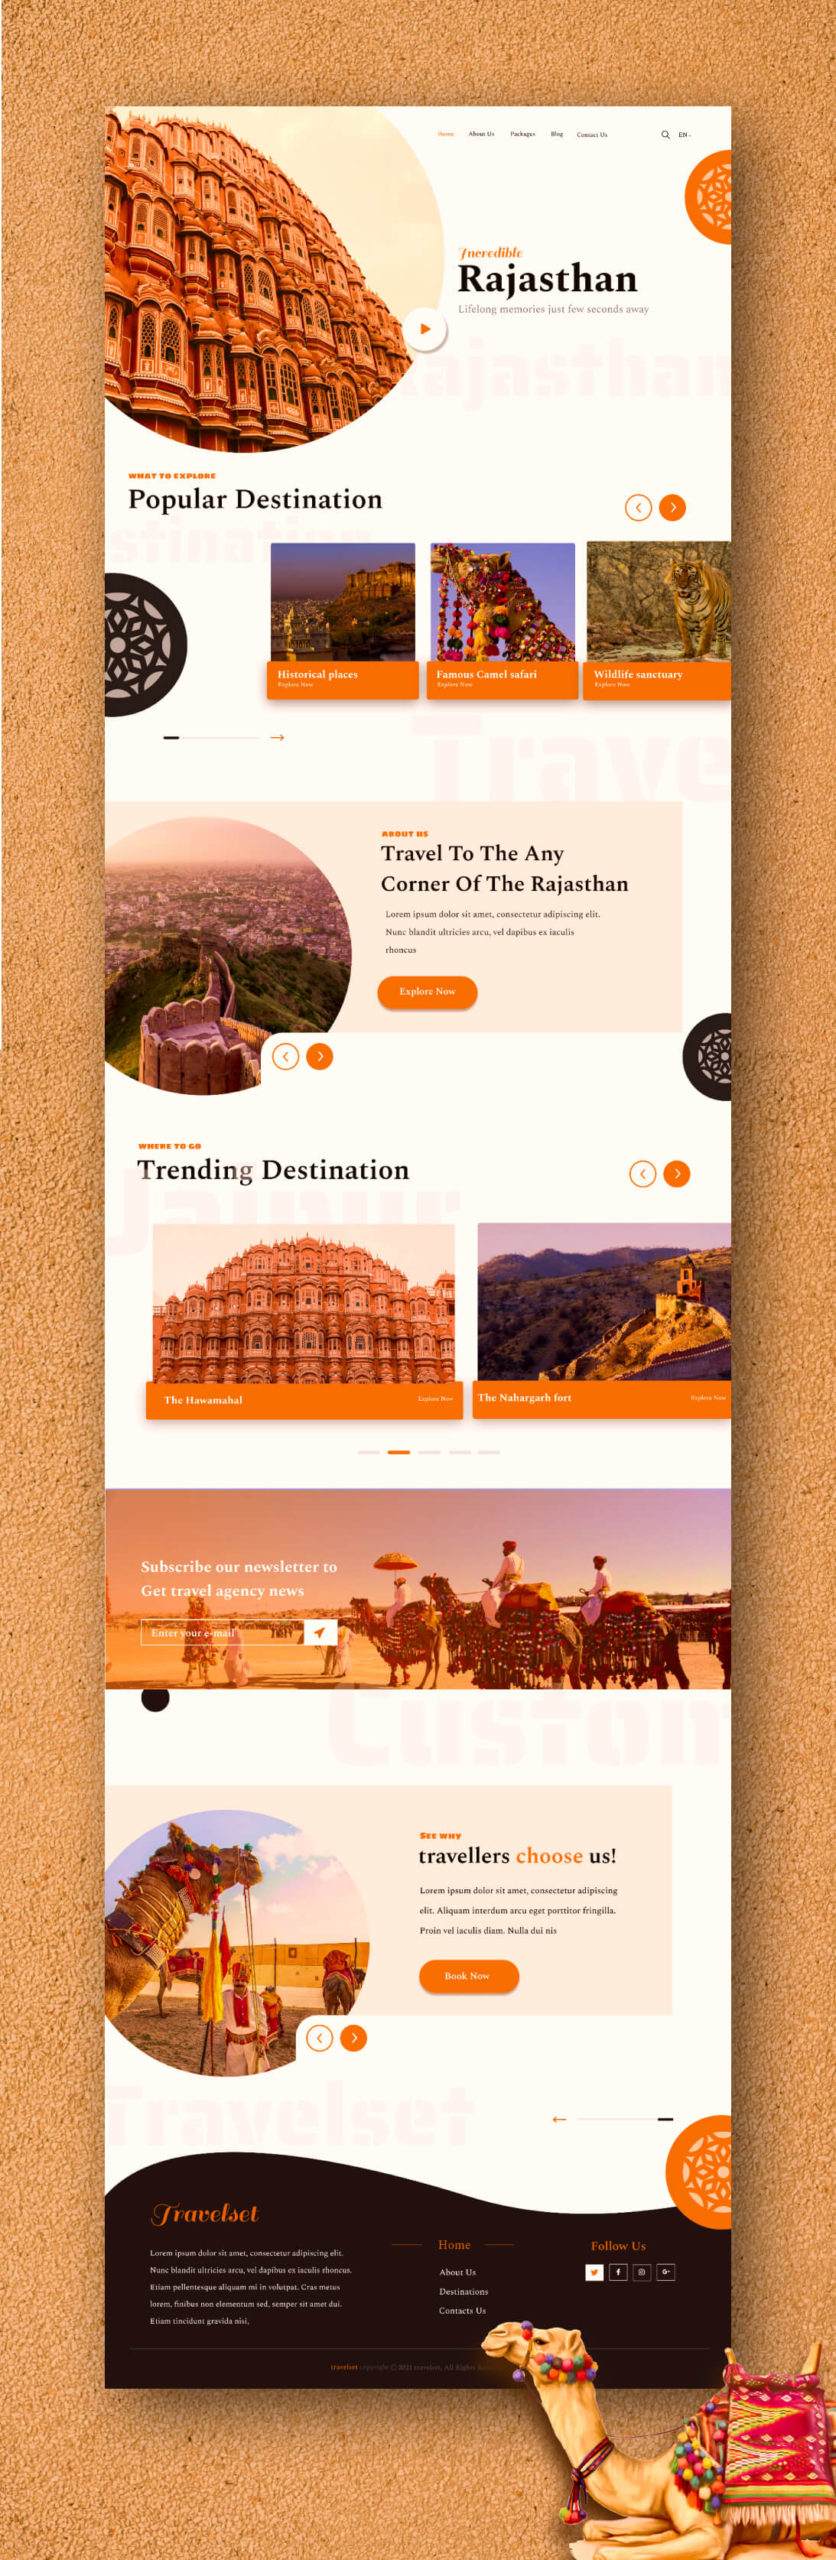 Home About Us Packages Blog Contact Us EN
Incredible
Rajasthan
Lifelong memories just few seconds away
Rajasthan
WHAT TO EXPLORE
Popular Destination
stination
Historical places
Explore Now
Famous Camel safari
Explore Now
Wildlife sanctuary
Explore Now
Trave
ABOUT US
Travel To The Any
Corner Of The Rajasthan
Lorem ipsum dolor sit amet, consectetur adipiscing elit.
Nunc blandit ultricies arcu, vel dapibus ex iaculis
rhoncus
Explore Now
WHERE TO GO
Trending Destination
Jaipur
The Hawamahal Explore Now
The Nahargarh fort Explore Now
Subscribe our newsletter to
Get travel agency news
Enter your e-mail
Custom
See why
travellers choose us!
Lorem ipsum dolor sit amet, consectetur adipiscing
elit. Aliquam interdum arcu eget porttitor fringilla.
Proin vel iaculis diam. Nulla dui nis
Book Now
Travelset
Travelset
Lorem ipsum dolor sit amet, consectetur adipiscing elit.
Nunc blandit ultricies arcu, vel dapibus ex iaculis rhoncus.
Etiam pellentesque aliquam mi in volutpat. Cras metus
lorem, finibus non elementum sed, semper sit amet dui.
Etiam tincidunt gravida nisi,
Home
About Us
Destinations
Contacts Us
Follow Us
G+
travelset copyright © 2021 travelset, All Rights